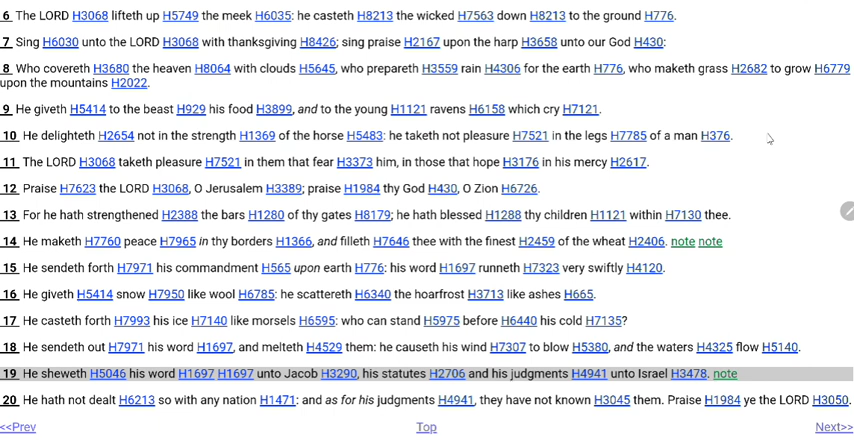 6 The LORD H3068 lifteth up H5749 the meek H6035: he casteth H8213 the wicked H7563 down H8213 to the ground H776.
7 Sing H6030 unto the LORD H3068 with thanksgiving H8426; sing praise H2167 upon the harp H3658 unto our God H430:
8 Who covereth H3680 the heaven H8064 with clouds H5645, who prepareth H3559 rain H4306 for the earth H776, who maketh grass H2682 to grow H6779
upon the mountains H2022.
9 He giveth H5414 to the beast H929 his food H3899, and to the young H1121 ravens H6158 which cry H7121.
10 He delighteth H2654 not in the strength H1369 of the horse H5483: he taketh not pleasure H7521 in the legs H7785 of a man H376.
11 The LORD H3068 taketh pleasure H7521 in them that fear H3373 him, in those that hope H3176 in his mercy H2617.
12 Praise H7623 the LORD H3068, O Jerusalem H3389; praise H1984 thy God H430, O Zion H6726.
13 For he hath strengthened H2388 the bars H1280 of thy gates H8179; he hath blessed H1288 thy children H1121 within H7130 thee.
14 He maketh H7760 peace H7965 in thy borders H1366, and filleth H7646 thee with the finest H2459 of the wheat H2406. note note
15 He sendeth forth H7971 his commandment H565 upon earth H776: his word H1697 runneth H7323 very swiftly H4120.
16 He giveth H5414 snow H7950 like wool H6785: he scattereth H6340 the hoarfrost H3713 like ashes H665.
17 He casteth forth H7993 his ice H7140 like morsels H6595: who can stand H5975 before H6440 his cold H7135?
18 He sendeth out H7971 his word H1697, and melteth H4529 them: he causeth his wind H7307 to blow H5380, and the waters H4325 flow H5140.
19 He sheweth H5046 his word H1697 H1697 unto Jacob H3290, his statutes H2706 and his judgments H4941 unto Israel H3478. note
20 He hath not dealt H6213 so with any nation H1471: and as for his judgments H4941, they have not known H3045 them. Praise H1984 ye the LORD H3050.
<<Prev Top Next>>